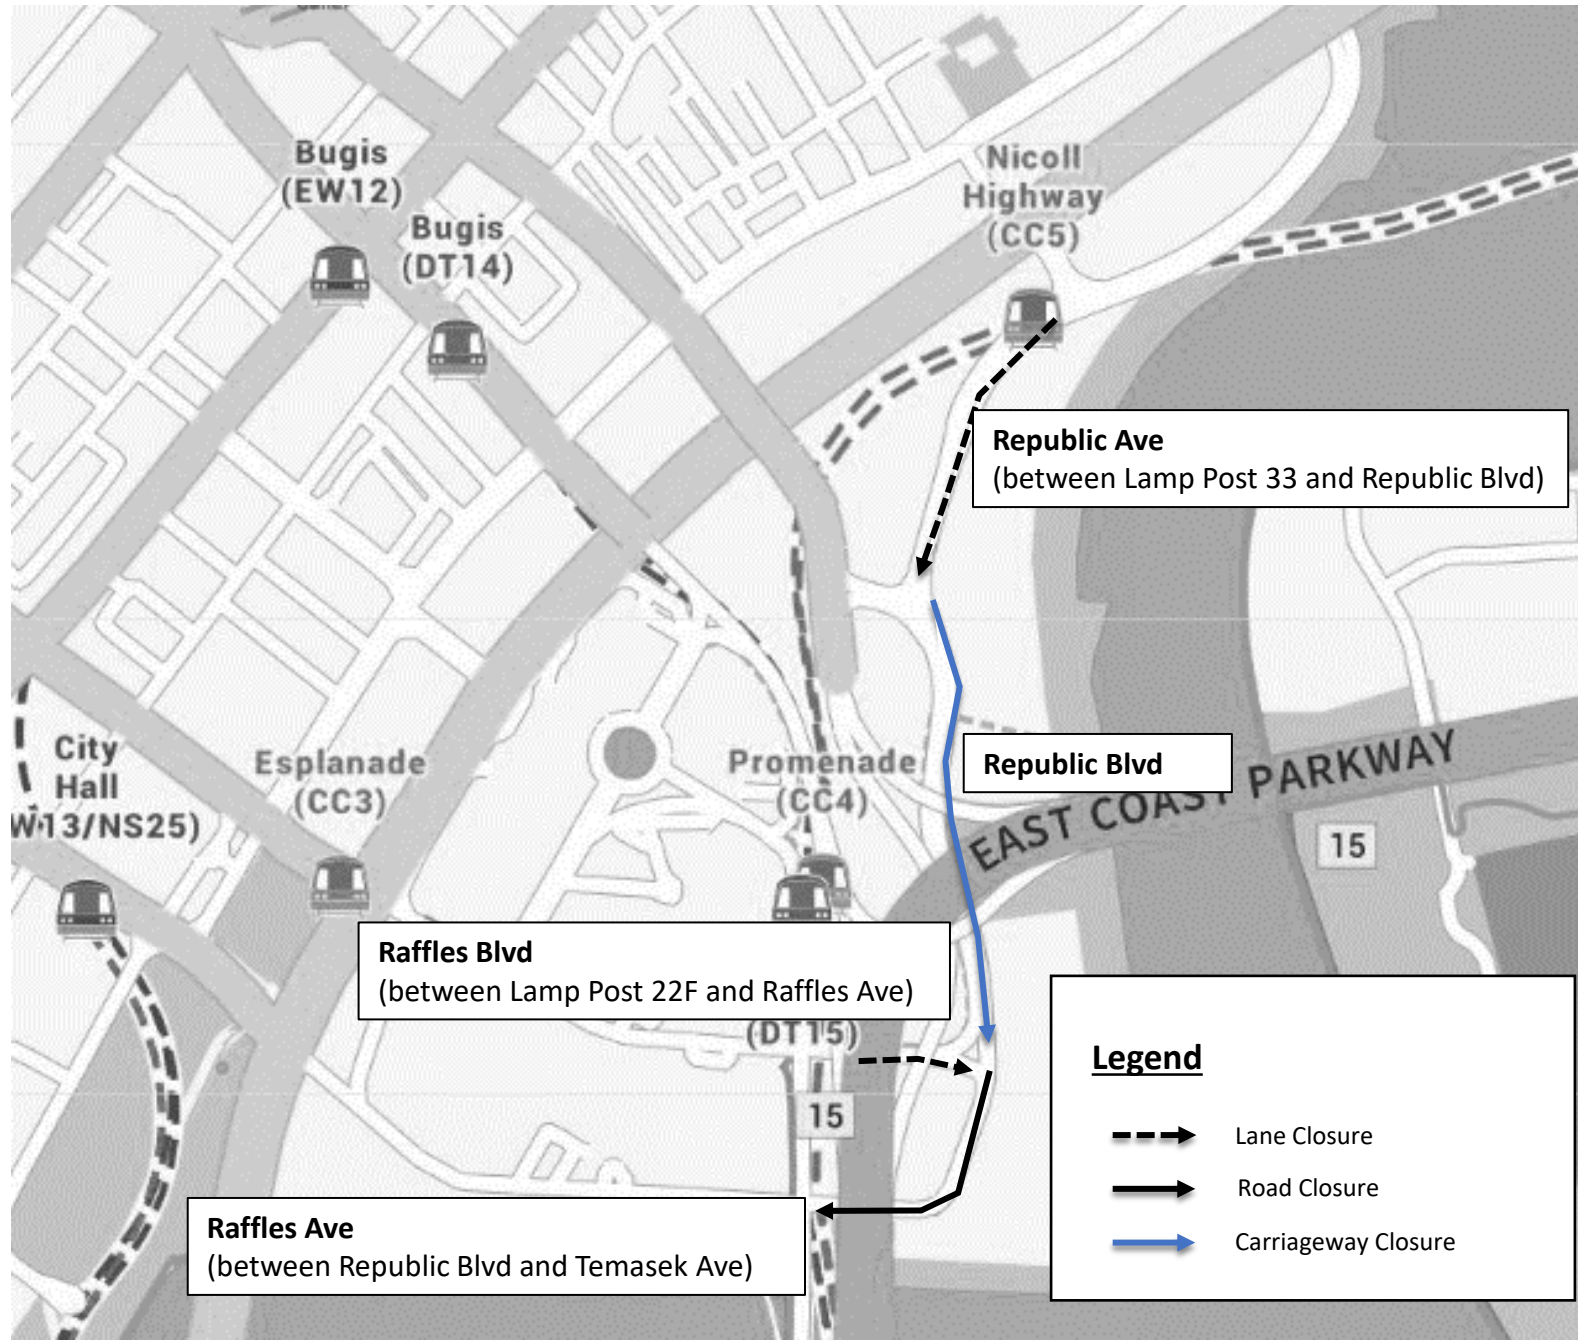 Bugis
(EW12)
Bugis
(DT14)
Nicoll
Highway
(CC5)
Republic Ave
(between Lamp Post 33 and Republic Blvd)
City
Hall
W13/NS25)
Esplanade
(CC3)
Promenade
(CC4)
Republic Blvd
EAST COAST PARKWAY
15
Raffles Blvd
(between Lamp Post 22F and Raffles Ave)
(DT15)
15
Raffles Ave
(between Republic Blvd and Temasek Ave)
Legend
Lane Closure
Road Closure
Carriageway Closure